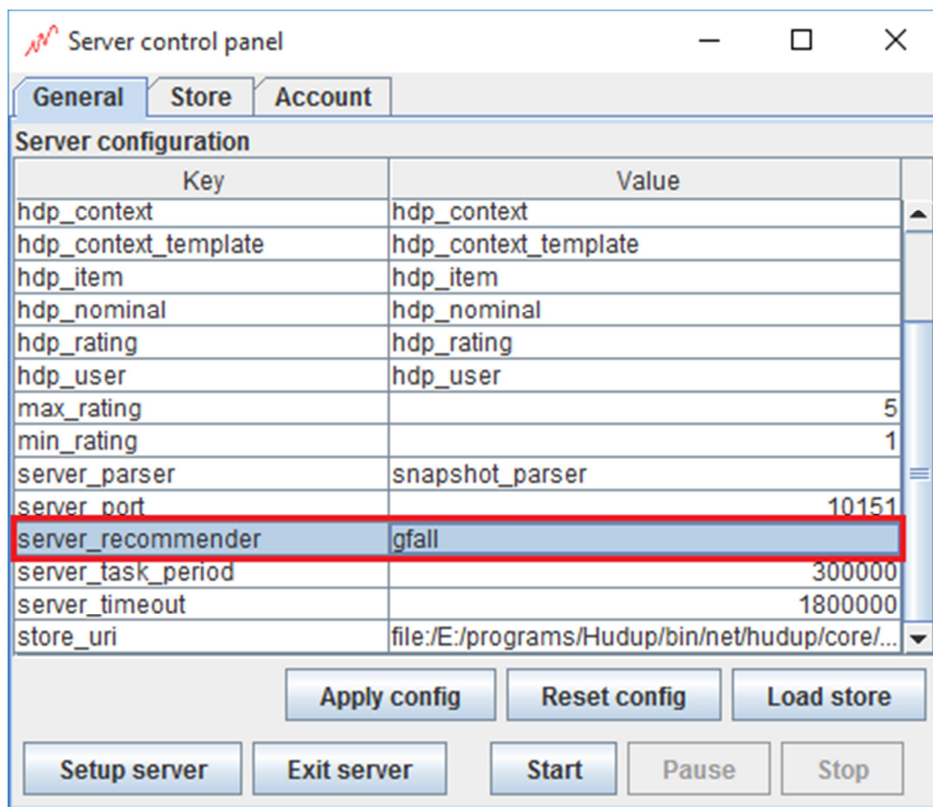 Server control panel
General Store Account
Server configuration
Key Value
hdp_context hdp_context
hdp_context_template hdp_context_template
hdp_item hdp_item
hdp_nominal hdp_nominal
hdp_rating hdp_rating
hdp_user hdp_user
max_rating 5
min_rating 1
server_parser snapshot_parser
server_port 10151
server_recommender gfall
server_task_period 300000
server_timeout 1800000
store_uri file:/E:/programs/Hudup/bin/net/hudup/core/...
Apply config Reset config Load store
Setup server Exit server Start Pause Stop